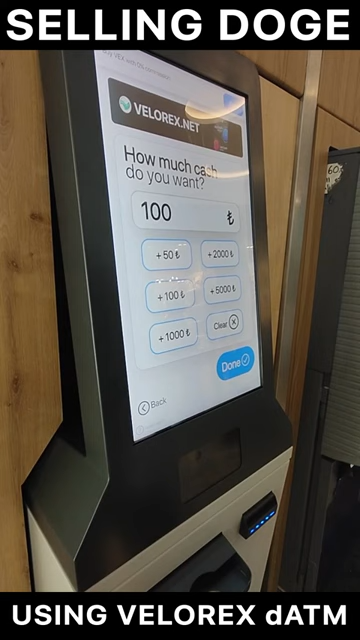 SELLING DOGE
VELOREX.NET
How much cash
do you want?
100 ₺
+ 50 ₺
+ 2000 ₺
+ 100 ₺
+ 5000 ₺
+ 1000 ₺
Clear
Done
Back
USING VELOREX dATM